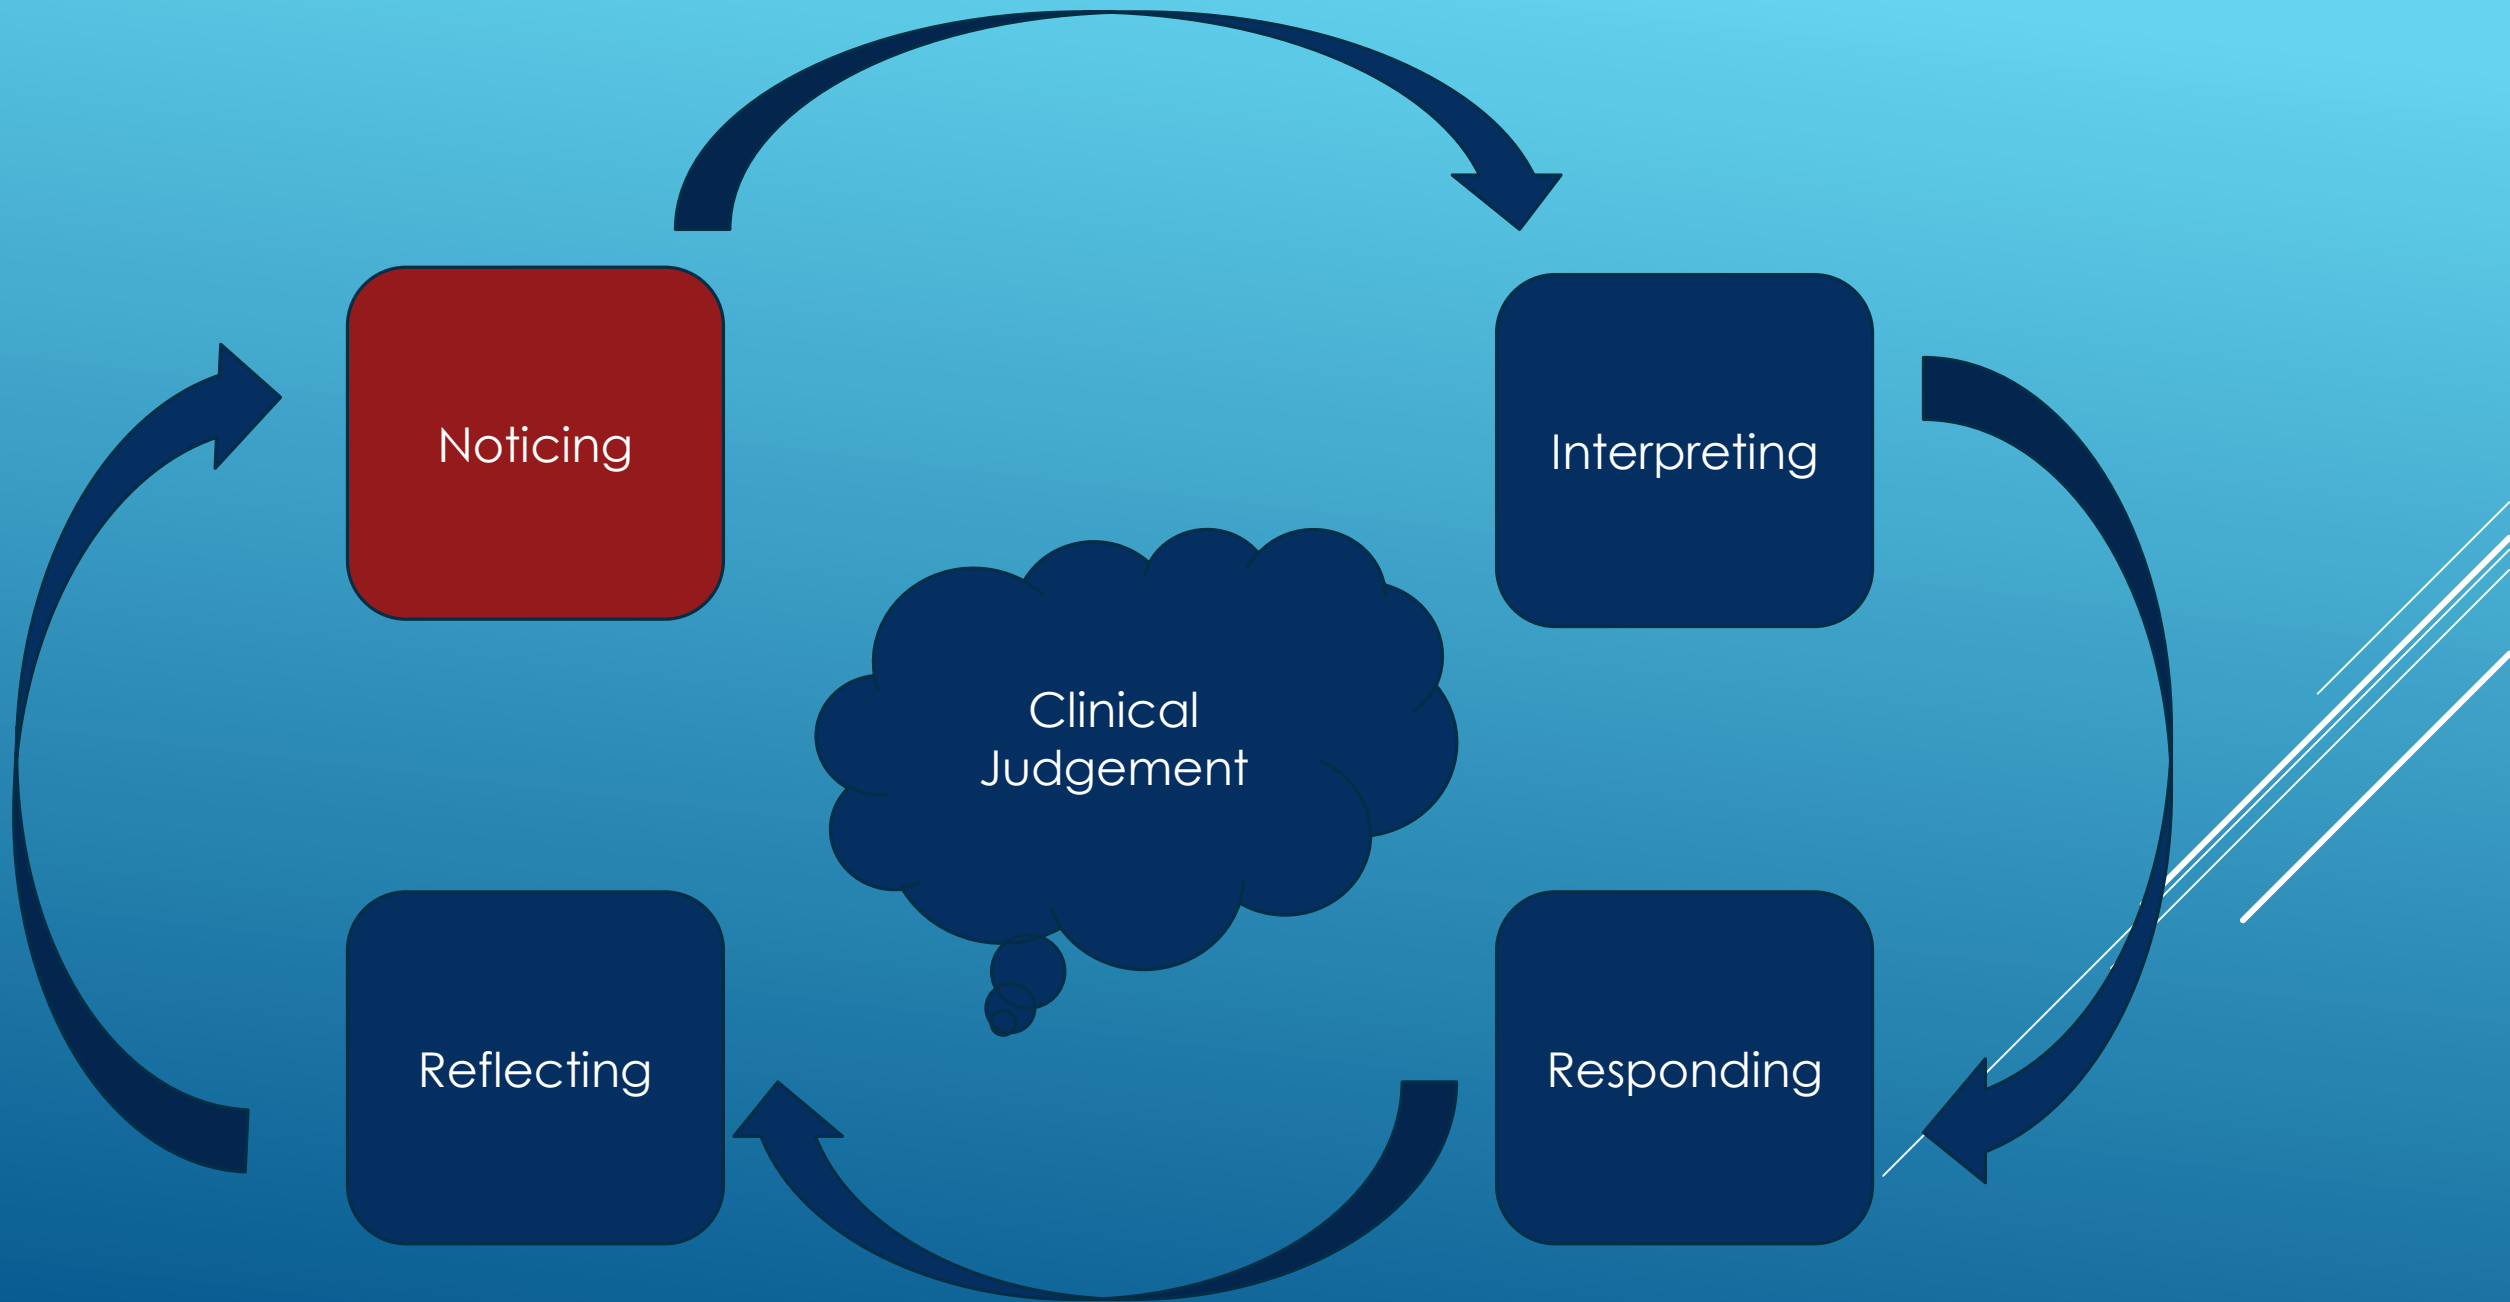 Noticing
Interpreting
Clinical
Judgement
Reflecting
Responding